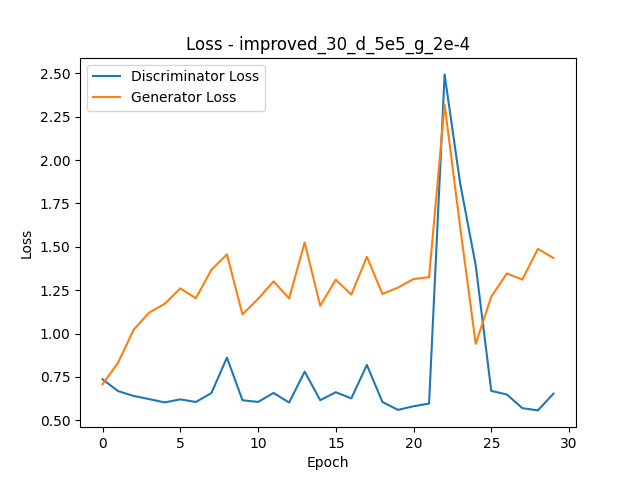 Loss - improved_30_d_5e5_g_2e-4
Discriminator Loss
Generator Loss
2.50
2.25
2.00
1.75
1.50
1.25
1.00
0.75
0.50
Loss
0 5 10 15 20 25 30
Epoch